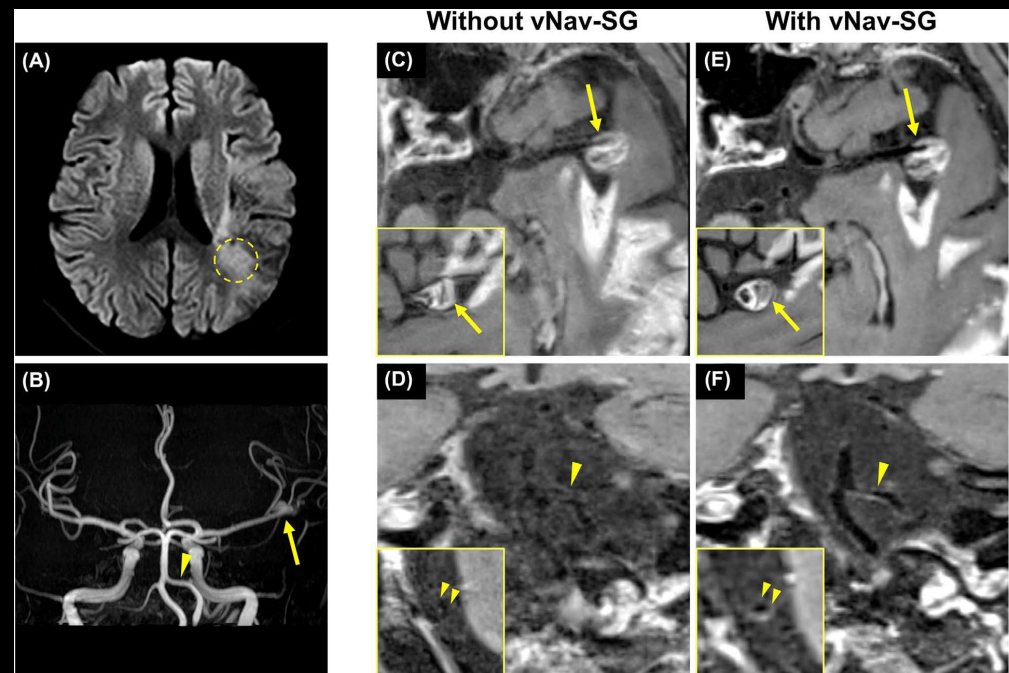 Without vNav-SG
With vNav-SG
(A)
(C)
(E)
(B)
(D)
(F)